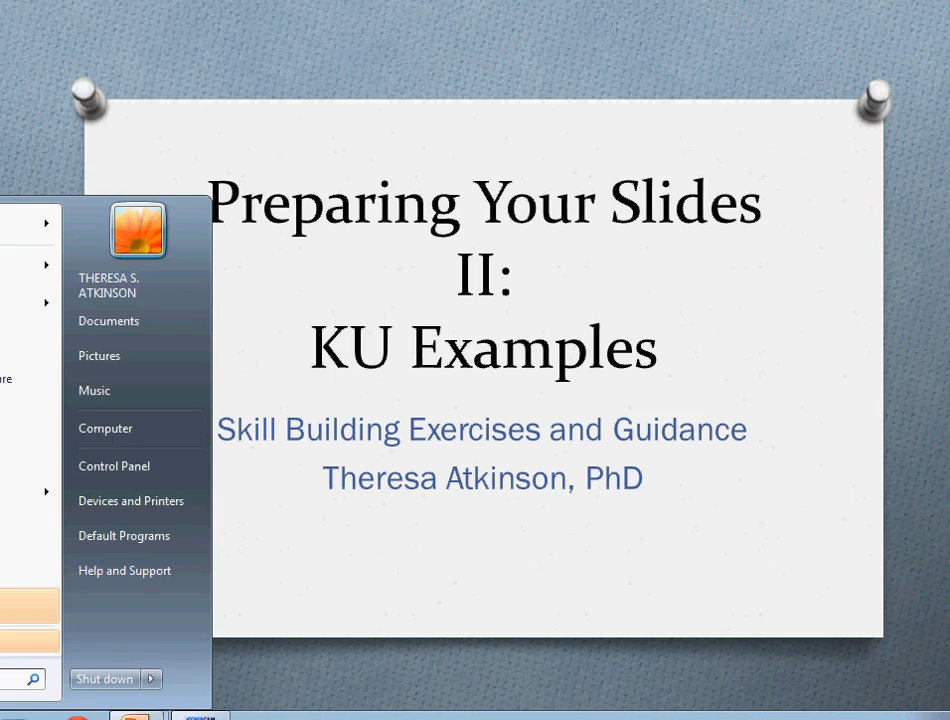 Preparing Your Slides
II:
KU Examples
Skill Building Exercises and Guidance
Theresa Atkinson, PhD
THERESA S.
ATKINSON
Documents
Pictures
Music
Computer
Control Panel
Devices and Printers
Default Programs
Help and Support
Shut down